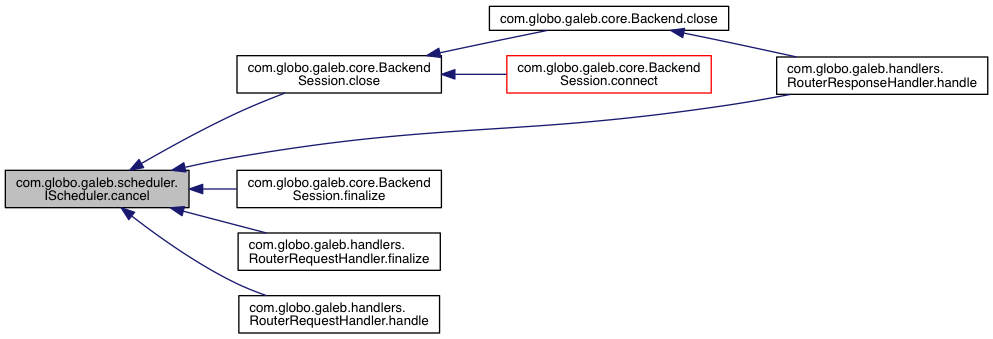 com.globo.galeb.core.Backend.close
com.globo.galeb.core.Backend
Session.close
com.globo.galeb.core.Backend
Session.connect
com.globo.galeb.handlers.
RouterResponseHandler.handle
com.globo.galeb.scheduler.
IScheduler.cancel
com.globo.galeb.core.Backend
Session.finalize
com.globo.galeb.handlers.
RouterRequestHandler.finalize
com.globo.galeb.handlers.
RouterRequestHandler.handle